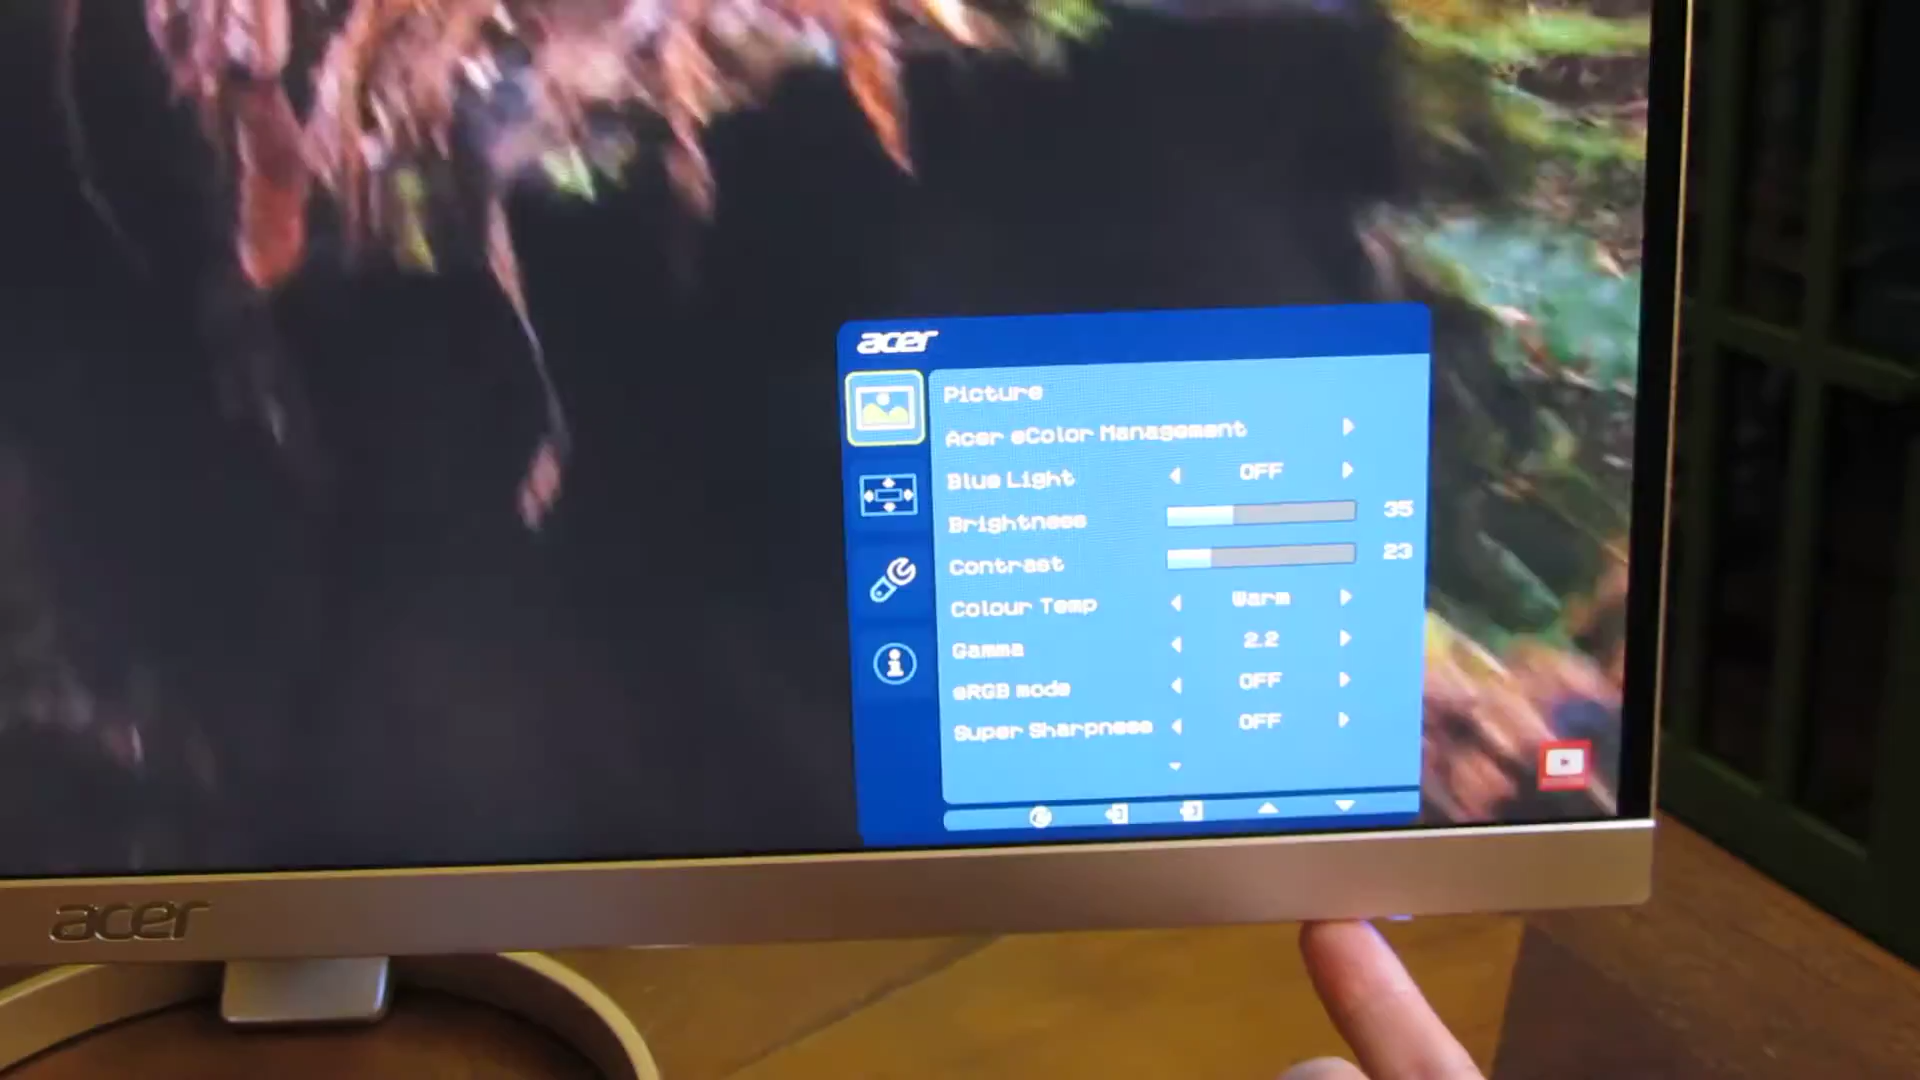 acer
Picture
Acer eColor Management
Blue Light OFF
Brightness 35
Contrast 23
Colour Temp Warm
Gamma 2.2
eRGB mode OFF
Super Sharpness OFF
acer